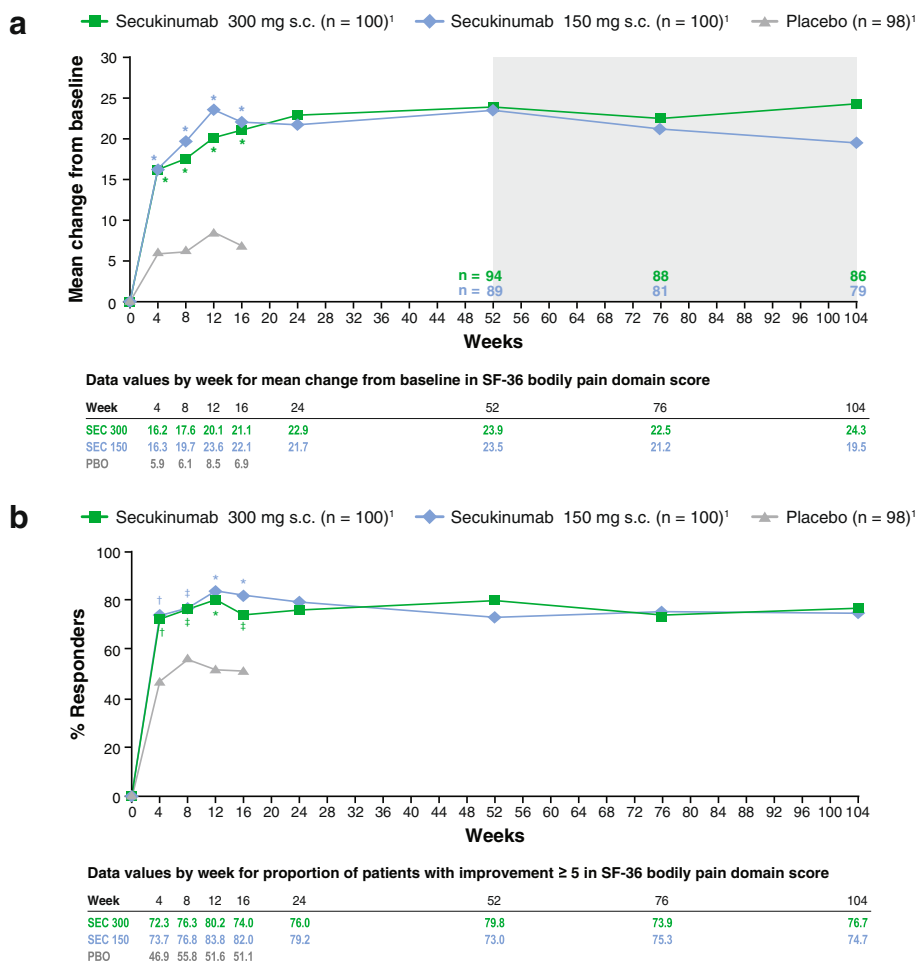 a
Secukinumab 300 mg s.c. (n = 100)¹ Secukinumab 150 mg s.c. (n = 100)¹ Placebo (n = 98)¹
Mean change from baseline
30
25
20
15
10
5
0
* * * *
* * * *
n = 94 88 86
n = 89 81 79
0 4 8 12 16 20 24 28 32 36 40 44 48 52 56 60 64 68 72 76 80 84 88 92 96 100 104
Weeks
Data values by week for mean change from baseline in SF-36 bodily pain domain score
Week 4 8 12 16 24 52 76 104
SEC 300 16.2 17.6 20.1 21.1 22.9 23.9 22.5 24.3
SEC 150 16.3 19.7 23.6 22.1 21.7 23.5 21.2 19.5
PBO 5.9 6.1 8.5 6.9
b
Secukinumab 300 mg s.c. (n = 100)¹ Secukinumab 150 mg s.c. (n = 100)¹ Placebo (n = 98)¹
% Responders
100
80
60
40
20
0
† ‡ * *
† ‡ * ‡
0 4 8 12 16 20 24 28 32 36 40 44 48 52 56 60 64 68 72 76 80 84 88 92 96 100 104
Weeks
Data values by week for proportion of patients with improvement ≥ 5 in SF-36 bodily pain domain score
Week 4 8 12 16 24 52 76 104
SEC 300 72.3 76.3 80.2 74.0 76.0 79.8 73.9 76.7
SEC 150 73.7 76.8 83.8 82.0 79.2 73.0 75.3 74.7
PBO 46.9 55.8 51.6 51.1